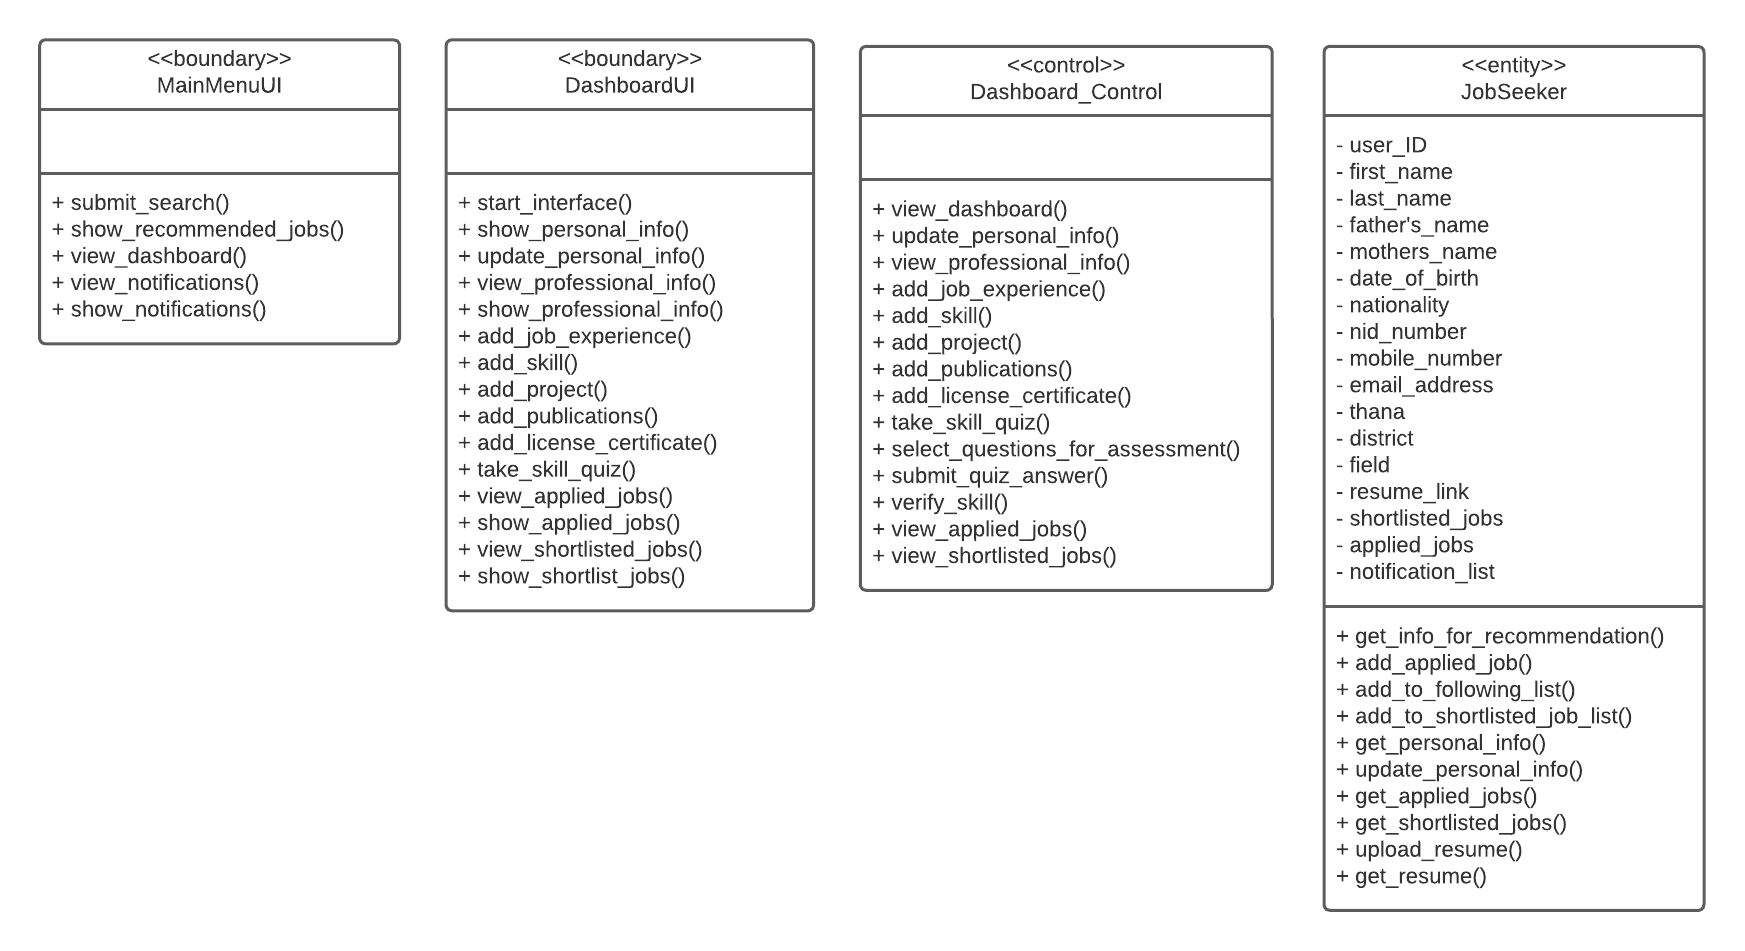 <<boundary>>
MainMenuUI
+ submit_search()
+ show_recommended_jobs()
+ view_dashboard()
+ view_notifications()
+ show_notifications()
<<boundary>>
DashboardUI
+ start_interface()
+ show_personal_info()
+ update_personal_info()
+ view_professional_info()
+ show_professional_info()
+ add_job_experience()
+ add_skill()
+ add_project()
+ add_publications()
+ add_license_certificate()
+ take_skill_quiz()
+ view_applied_jobs()
+ show_applied_jobs()
+ view_shortlisted_jobs()
+ show_shortlist_jobs()
<<control>>
Dashboard_Control
+ view_dashboard()
+ update_personal_info()
+ view_professional_info()
+ add_job_experience()
+ add_skill()
+ add_project()
+ add_publications()
+ add_license_certificate()
+ take_skill_quiz()
+ select_questions_for_assessment()
+ submit_quiz_answer()
+ verify_skill()
+ view_applied_jobs()
+ view_shortlisted_jobs()
<<entity>>
JobSeeker
- user_ID
- first_name
- last_name
- father's_name
- mothers_name
- date_of_birth
- nationality
- nid_number
- mobile_number
- email_address
- thana
- district
- field
- resume_link
- shortlisted_jobs
- applied_jobs
- notification_list
+ get_info_for_recommendation()
+ add_applied_job()
+ add_to_following_list()
+ add_to_shortlisted_job_list()
+ get_personal_info()
+ update_personal_info()
+ get_applied_jobs()
+ get_shortlisted_jobs()
+ upload_resume()
+ get_resume()